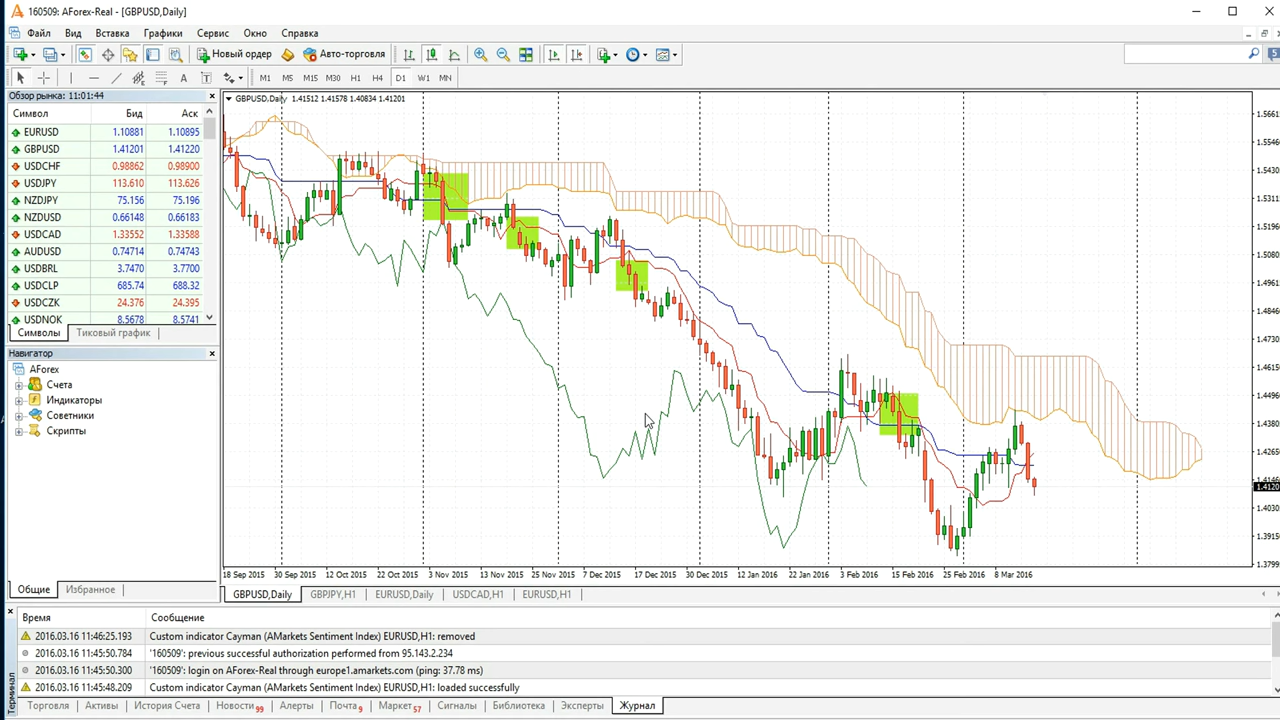 160509: AForex-Real - [GBPUSD,Daily]
Файл Вид Вставка Графики Сервис Окно Справка
Новый ордер Авто-торговля
M1 M5 M15 M30 H1 H4 D1 W1 MN
Обзор рынка: 11:01:44
Символ Бид Аск
EURUSD 1.10881 1.10895
GBPUSD 1.41201 1.41220
USDCHF 0.98862 0.98900
USDJPY 113.610 113.626
NZDJPY 75.156 75.196
NZDUSD 0.66148 0.66183
USDCAD 1.33552 1.33588
AUDUSD 0.74714 0.74743
USDBRL 3.7470 3.7700
USDCLP 685.74 688.32
USDCZK 24.376 24.395
USDNOK 8.5678 8.5741
Символы Тиковый график
Навигатор
AForex
Счета
Индикаторы
Советники
Скрипты
Общие Избранное
GBPUSD,Daily 1.41512 1.41578 1.40834 1.41201
1.5661
1.5546
1.5430
1.5311
1.5196
1.5080
1.4961
1.4846
1.4730
1.4615
1.4496
1.4380
1.4265
1.4146
1.4120
1.4030
1.3915
1.3799
18 Sep 2015 30 Sep 2015 12 Oct 2015 22 Oct 2015 3 Nov 2015 13 Nov 2015 25 Nov 2015 7 Dec 2015 17 Dec 2015 30 Dec 2015 12 Jan 2016 22 Jan 2016 3 Feb 2016 15 Feb 2016 25 Feb 2016 8 Mar 2016
GBPUSD,Daily GBPJPY,H1 EURUSD,Daily USDCAD,H1 EURUSD,H1
Время Сообщение
2016.03.16 11:46:25.193 Custom indicator Cayman (AMarkets Sentiment Index) EURUSD,H1: removed
2016.03.16 11:45:50.784 '160509': previous successful authorization performed from 95.143.2.234
2016.03.16 11:45:50.300 '160509': login on AForex-Real through europe1.amarkets.com (ping: 37.78 ms)
2016.03.16 11:45:48.209 Custom indicator Cayman (AMarkets Sentiment Index) EURUSD,H1: loaded successfully
Терминал
Торговля Активы История Счета Новости 99 Алерты Почта 9 Маркет 57 Сигналы Библиотека Эксперты Журнал